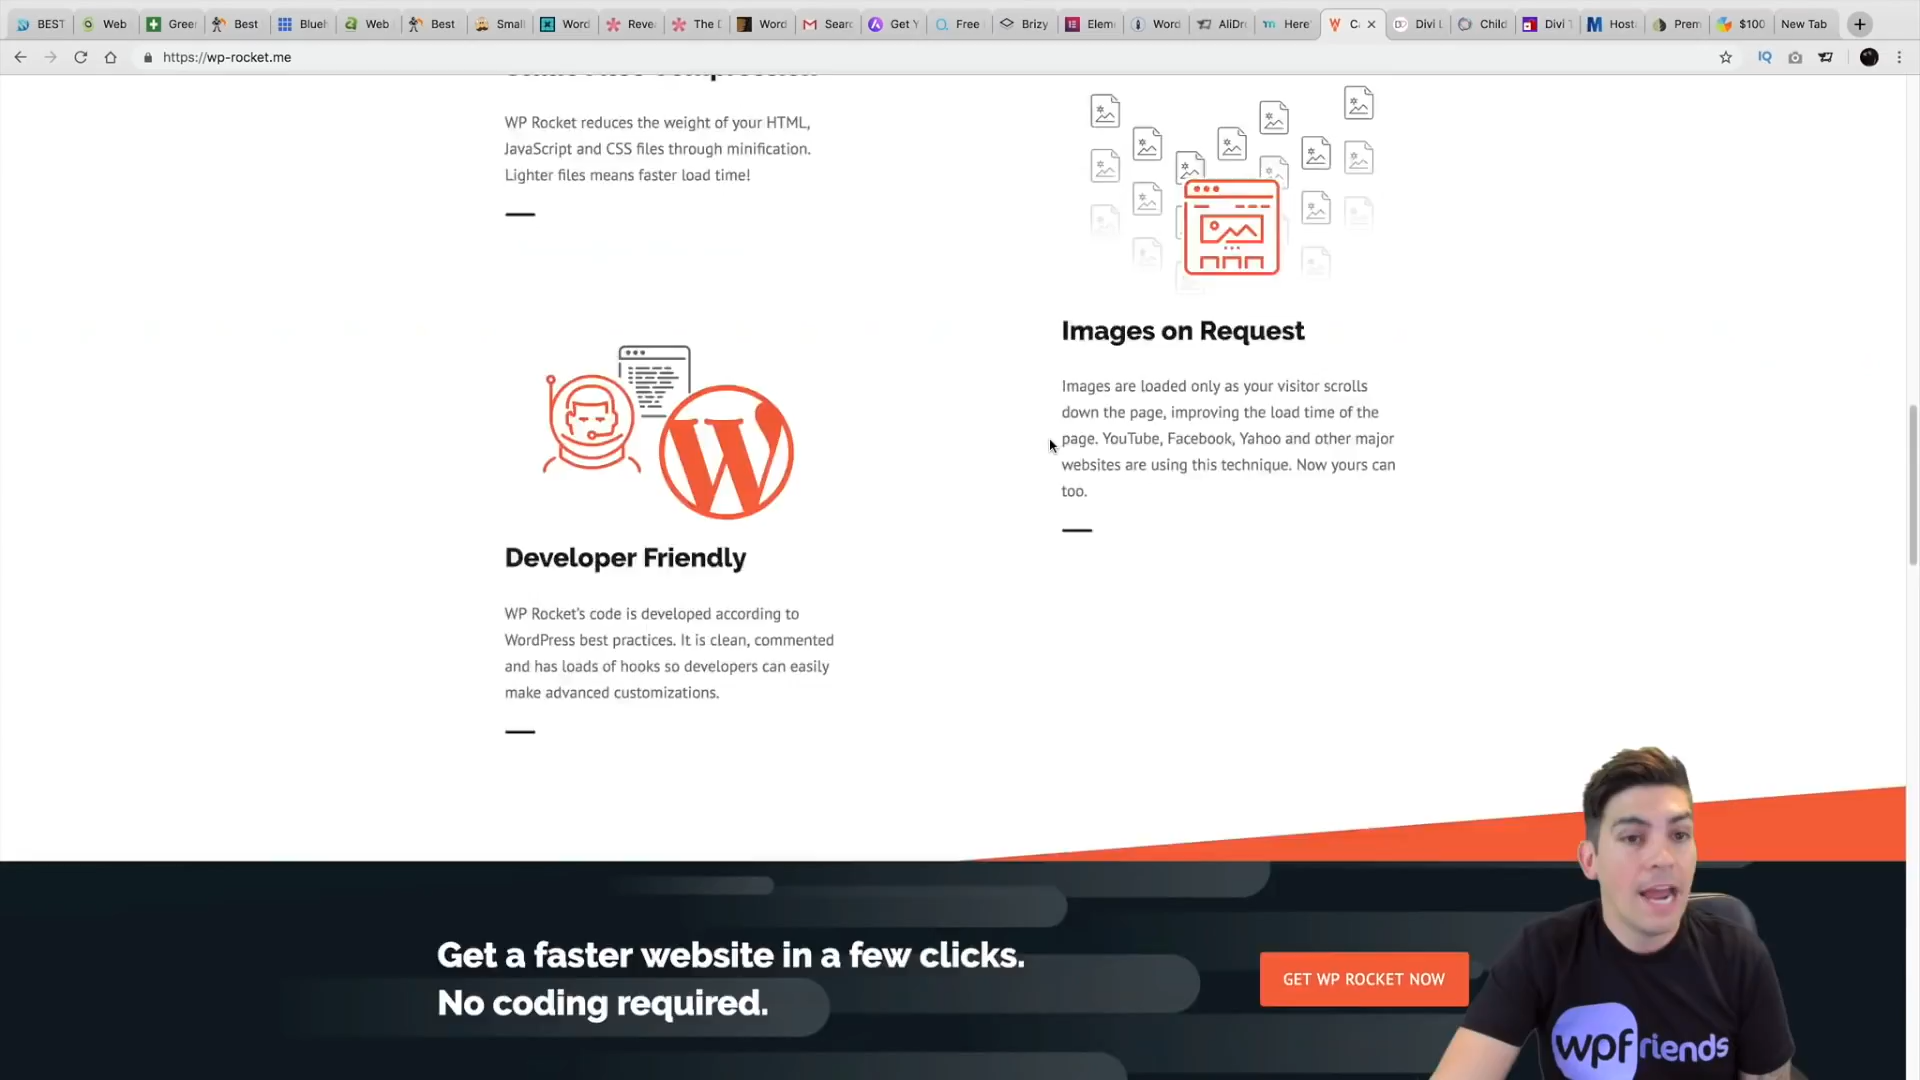 BEST
Web
Greer
Best
Blueh
Web
Best
Small
Word
Reve
The D
Word
Sear
Get Y
Free
Brizy
Elem
Word
AliDr
Here'
C
Divi L
Child
Divi T
Host
Prem
$100
New Tab
https://wp-rocket.me
WP Rocket reduces the weight of your HTML,
JavaScript and CSS files through minification.
Lighter files means faster load time!
Images on Request
Images are loaded only as your visitor scrolls
down the page, improving the load time of the
page. YouTube, Facebook, Yahoo and other major
websites are using this technique. Now yours can
too.
Developer Friendly
WP Rocket's code is developed according to
WordPress best practices. It is clean, commented
and has loads of hooks so developers can easily
make advanced customizations.
Get a faster website in a few clicks.
No coding required.
GET WP ROCKET NOW
wpfriends